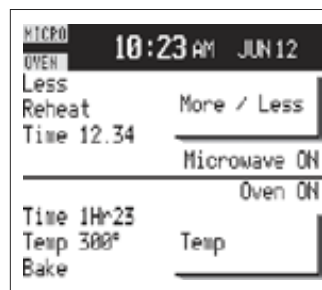 MICRO
OVEN
10:23 AM JUN 12
Less
Reheat
Time 12.34
More / Less
Microwave ON
Oven ON
Time 1Hr23
Temp 300°
Bake
Temp